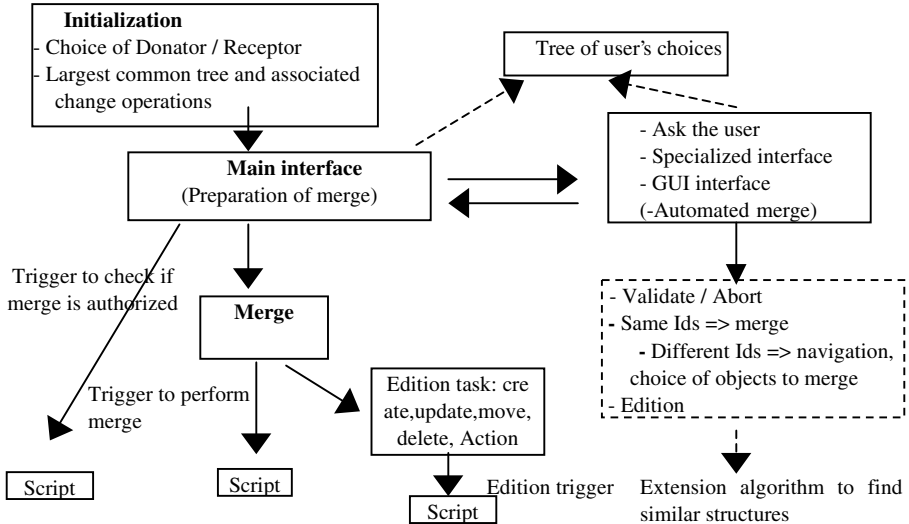 Initialization
- Choice of Donator / Receptor
- Largest common tree and associated
change operations
Tree of user's choices
Main interface
(Preparation of merge)
- Ask the user
- Specialized interface
- GUI interface
(-Automated merge)
Trigger to check if
merge is authorized
Merge
- Validate / Abort
- Same Ids => merge
- Different Ids => navigation,
choice of objects to merge
- Edition
Trigger to perform
merge
Edition task: cre
ate,update,move,
delete, Action
Script
Script
Script
Edition trigger
Extension algorithm to find
similar structures